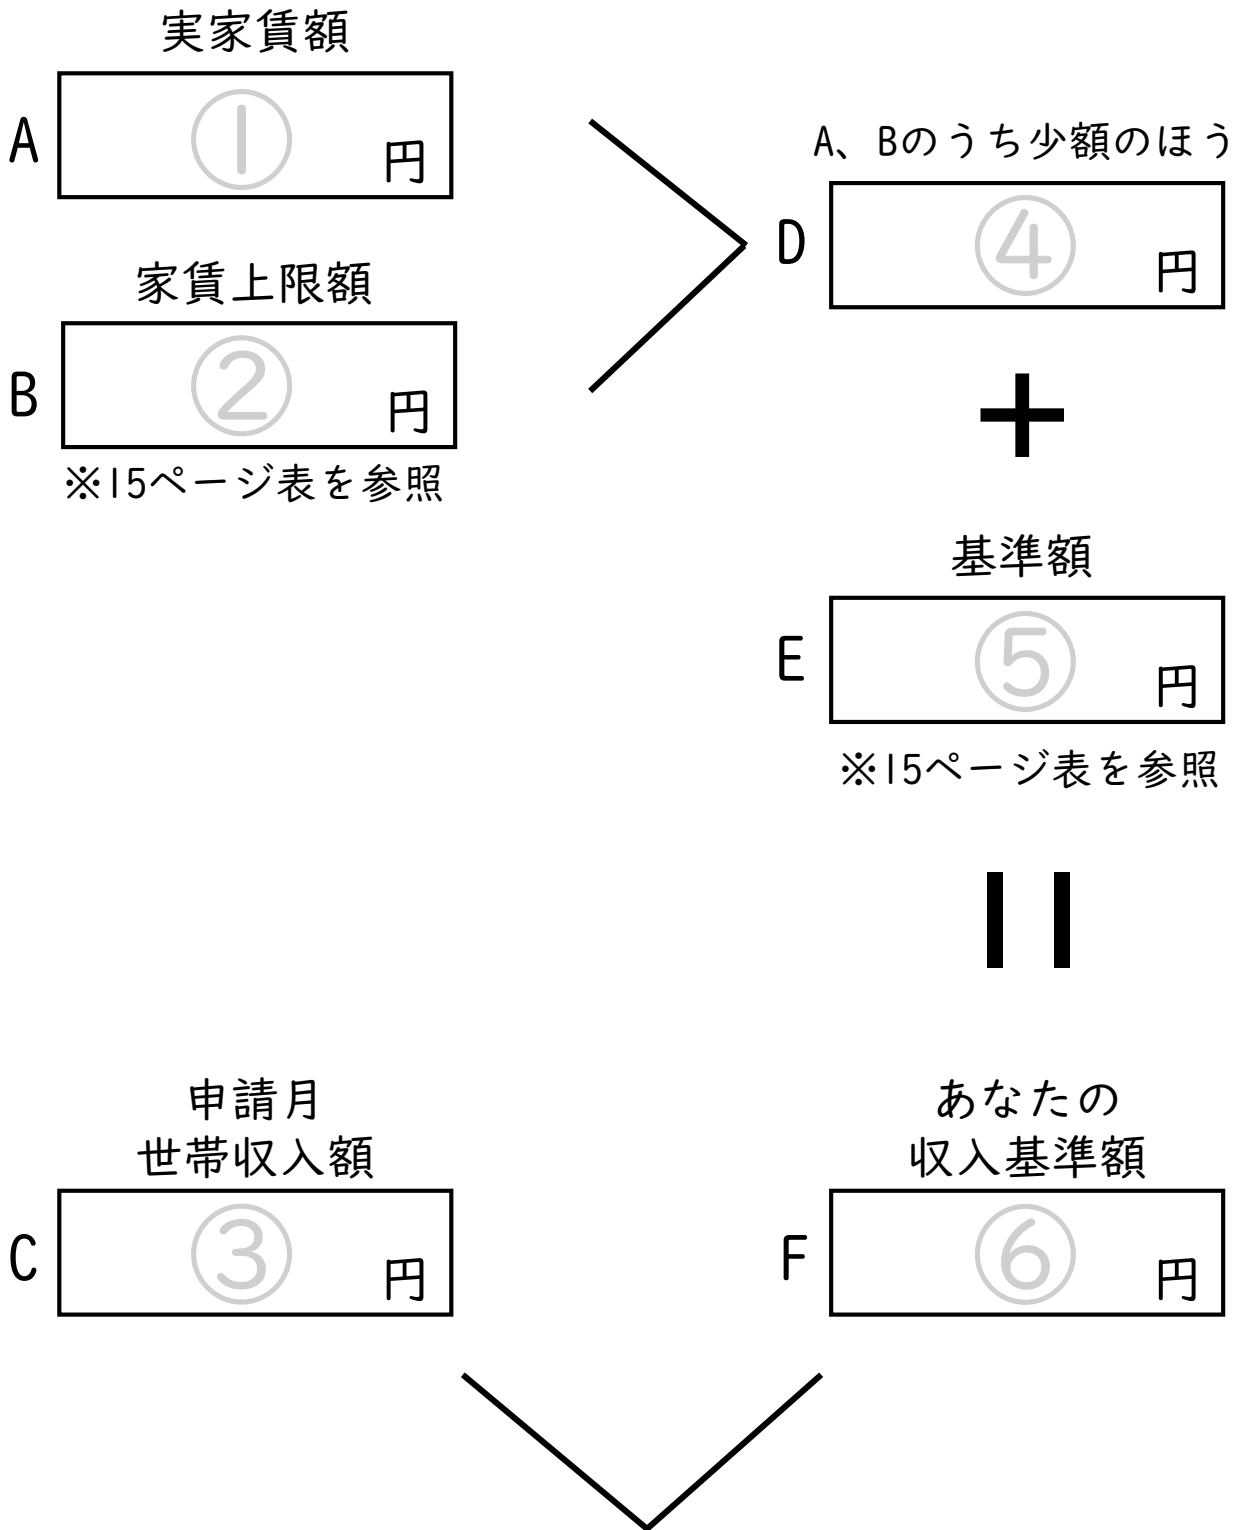 実家賃額
A ① 円
家賃上限額
B ② 円
※15ページ表を参照
A、Bのうち少額のほう
D ④ 円
+
基準額
E ⑤ 円
※15ページ表を参照
=
申請月
世帯収入額
C ③ 円
あなたの
収入基準額
F ⑥ 円